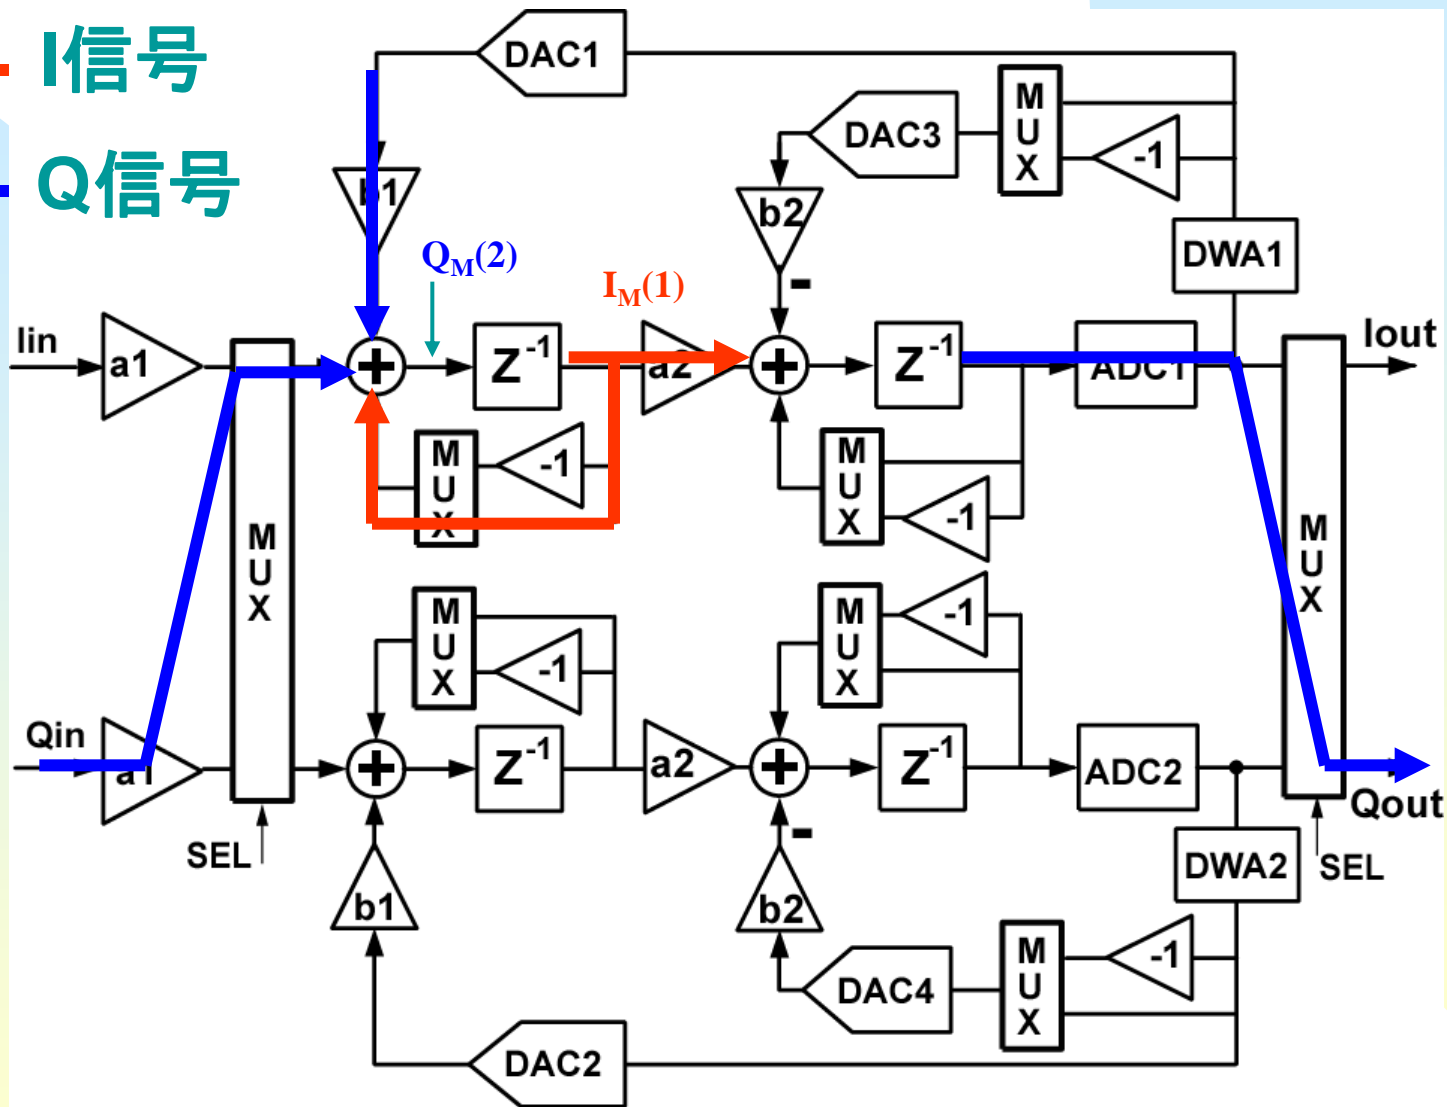 I信号
Q信号
DAC1
MUX
-1
DAC3
b1
b2
-
DWA1
Q_M(2)
I_M(1)
Iin
a1
MUX
+
Z^-1
a2
+
Z^-1
ADC1
MUX
Iout
MUX
-1
MUX
-1
MUX
-1
MUX
-1
Qin
a1
+
Z^-1
a2
+
Z^-1
ADC2
Qout
SEL
-
DWA2
SEL
b1
b2
DAC4
MUX
-1
DAC2